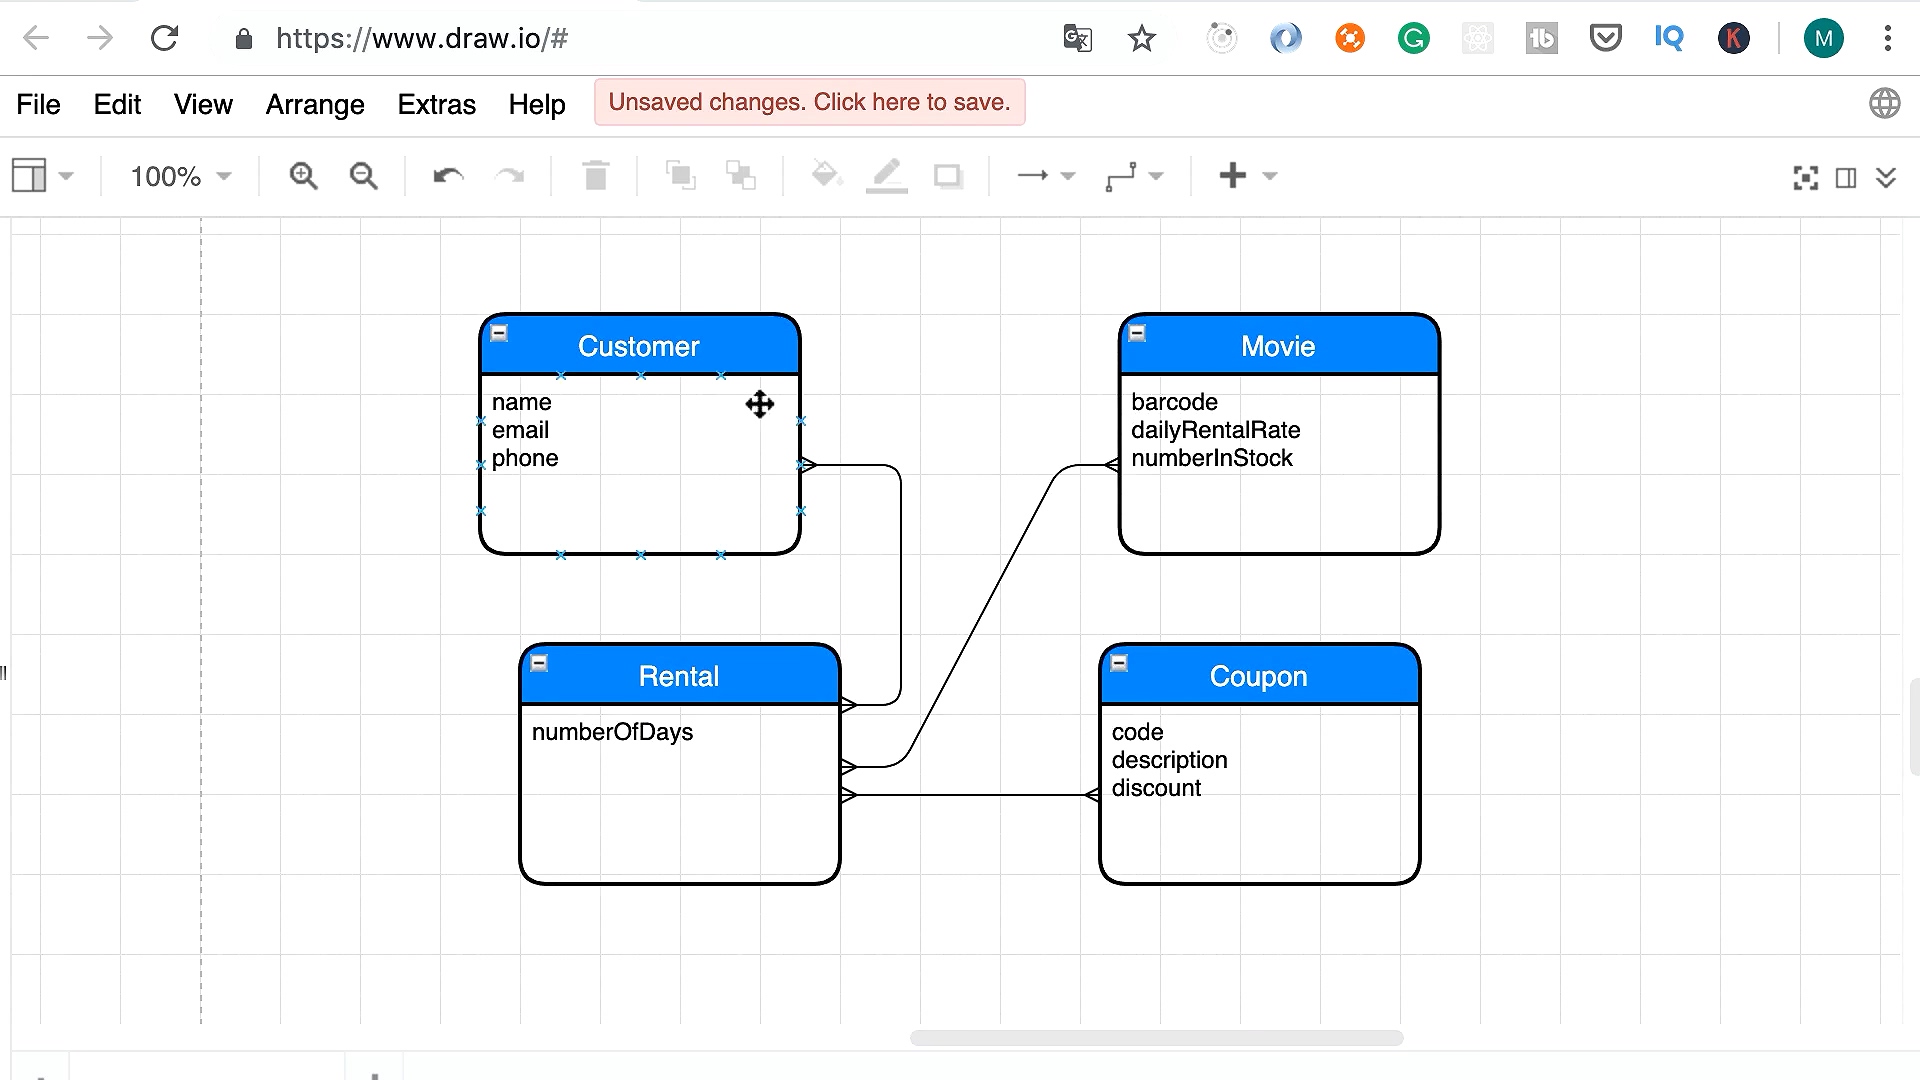 https://www.draw.io/#
IQ
K
M
File Edit View Arrange Extras Help Unsaved changes. Click here to save.
100%
Customer
name
email
phone
Movie
barcode
dailyRentalRate
numberInStock
Rental
numberOfDays
Coupon
code
description
discount